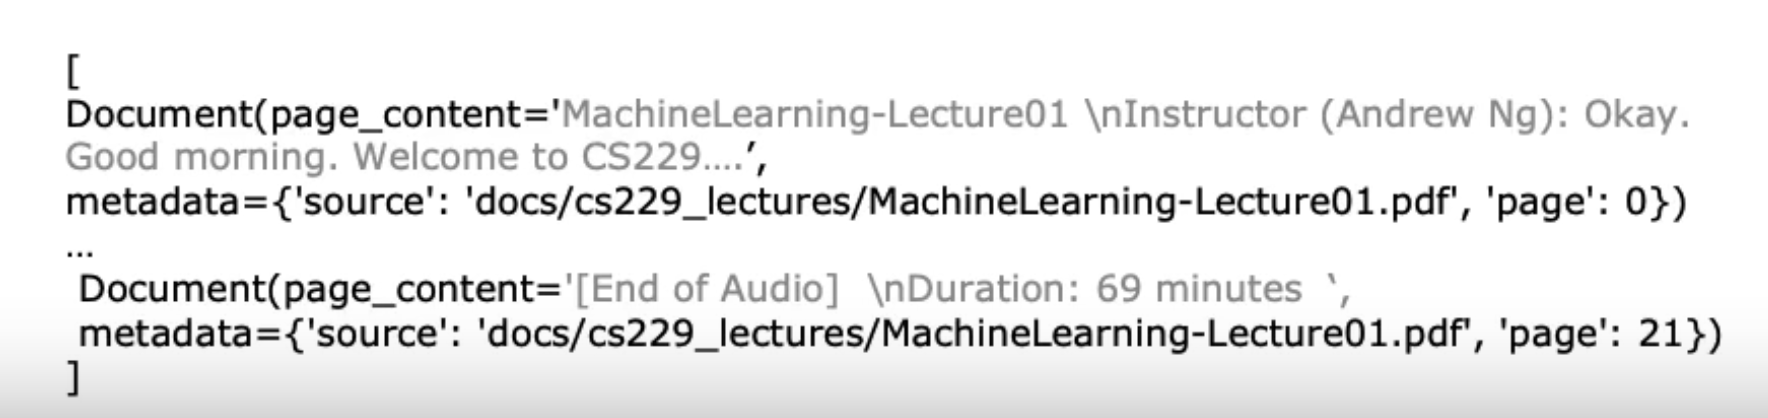 [
Document(page_content='MachineLearning-Lecture01 \nInstructor (Andrew Ng): Okay.
Good morning. Welcome to CS229....’,
metadata={'source': 'docs/cs229_lectures/MachineLearning-Lecture01.pdf', 'page': 0})
...
Document(page_content='[End of Audio]  \nDuration: 69 minutes ‘,
metadata={'source': 'docs/cs229_lectures/MachineLearning-Lecture01.pdf', 'page': 21})
]